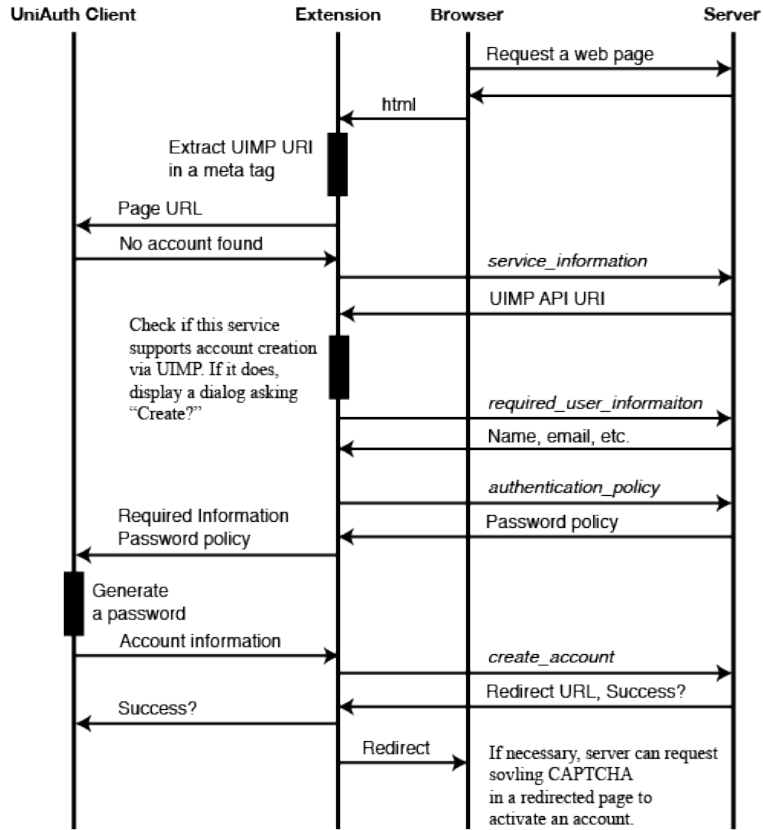 UniAuth Client Extension Browser Server
Request a web page
html
Extract UIMP URI
in a meta tag
Page URL
No account found
service_information
UIMP API URI
Check if this service
supports account creation
via UIMP. If it does,
display a dialog asking
“Create?”
required_user_informaiton
Name, email, etc.
authentication_policy
Required Information
Password policy
Password policy
Generate
a password
Account information
create_account
Redirect URL, Success?
Success?
Redirect
If necessary, server can request
sovling CAPTCHA
in a redirected page to
activate an account.